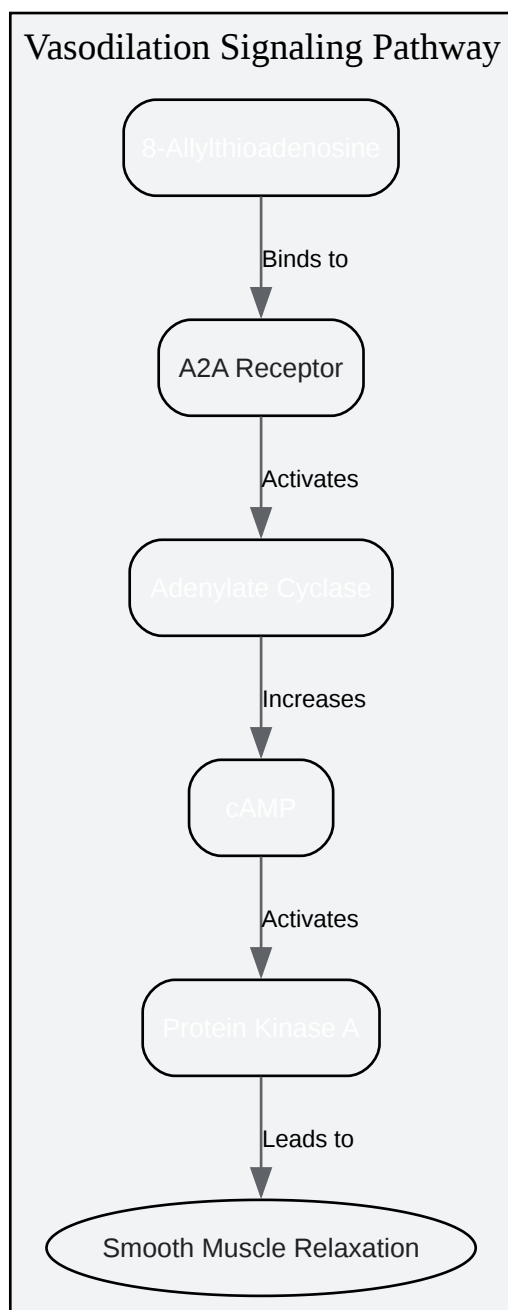 Vasodilation Signaling Pathway
8-Allylthioadenosine
Binds to
A2A Receptor
Activates
Adenylate Cyclase
Increases
cAMP
Activates
Protein Kinase A
Leads to
Smooth Muscle Relaxation